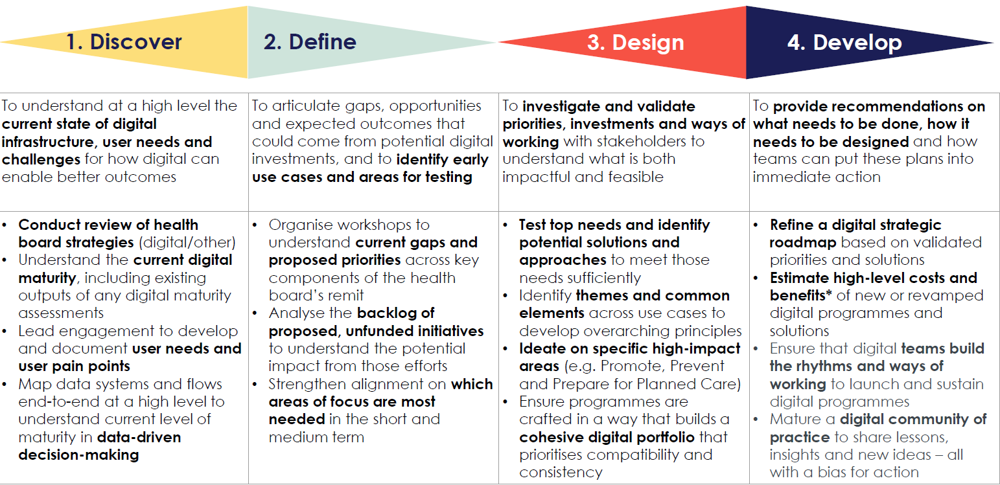 1. Discover
2. Define
3. Design
4. Develop
To understand at a high level the
current state of digital
infrastructure, user needs and
challenges for how digital can
enable better outcomes
To articulate gaps, opportunities
and expected outcomes that
could come from potential digital
investments, and to identify early
use cases and areas for testing
To investigate and validate
priorities, investments and ways of
working with stakeholders to
understand what is both
impactful and feasible
To provide recommendations on
what needs to be done, how it
needs to be designed and how
teams can put these plans into
immediate action
• Conduct review of health
board strategies (digital/other)
• Understand the current digital
maturity, including existing
outputs of any digital maturity
assessments
• Lead engagement to develop
and document user needs and
user pain points
• Map data systems and flows
end-to-end at a high level to
understand current level of
maturity in data-driven
decision-making
• Organise workshops to
understand current gaps and
proposed priorities across key
components of the health
board's remit
• Analyse the backlog of
proposed, unfunded initiatives
to understand the potential
impact from those efforts
• Strengthen alignment on which
areas of focus are most
needed in the short and
medium term
• Test top needs and identify
potential solutions and
approaches to meet those
needs sufficiently
• Identify themes and common
elements across use cases to
develop overarching principles
• Ideate on specific high-impact
areas (e.g. Promote, Prevent
and Prepare for Planned Care)
• Ensure programmes are
crafted in a way that builds a
cohesive digital portfolio that
prioritises compatibility and
consistency
• Refine a digital strategic
roadmap based on validated
priorities and solutions
• Estimate high-level costs and
benefits* of new or revamped
digital programmes and
solutions
• Ensure that digital teams build
the rhythms and ways of
working to launch and sustain
digital programmes
• Mature a digital community of
practice to share lessons,
insights and new ideas – all
with a bias for action